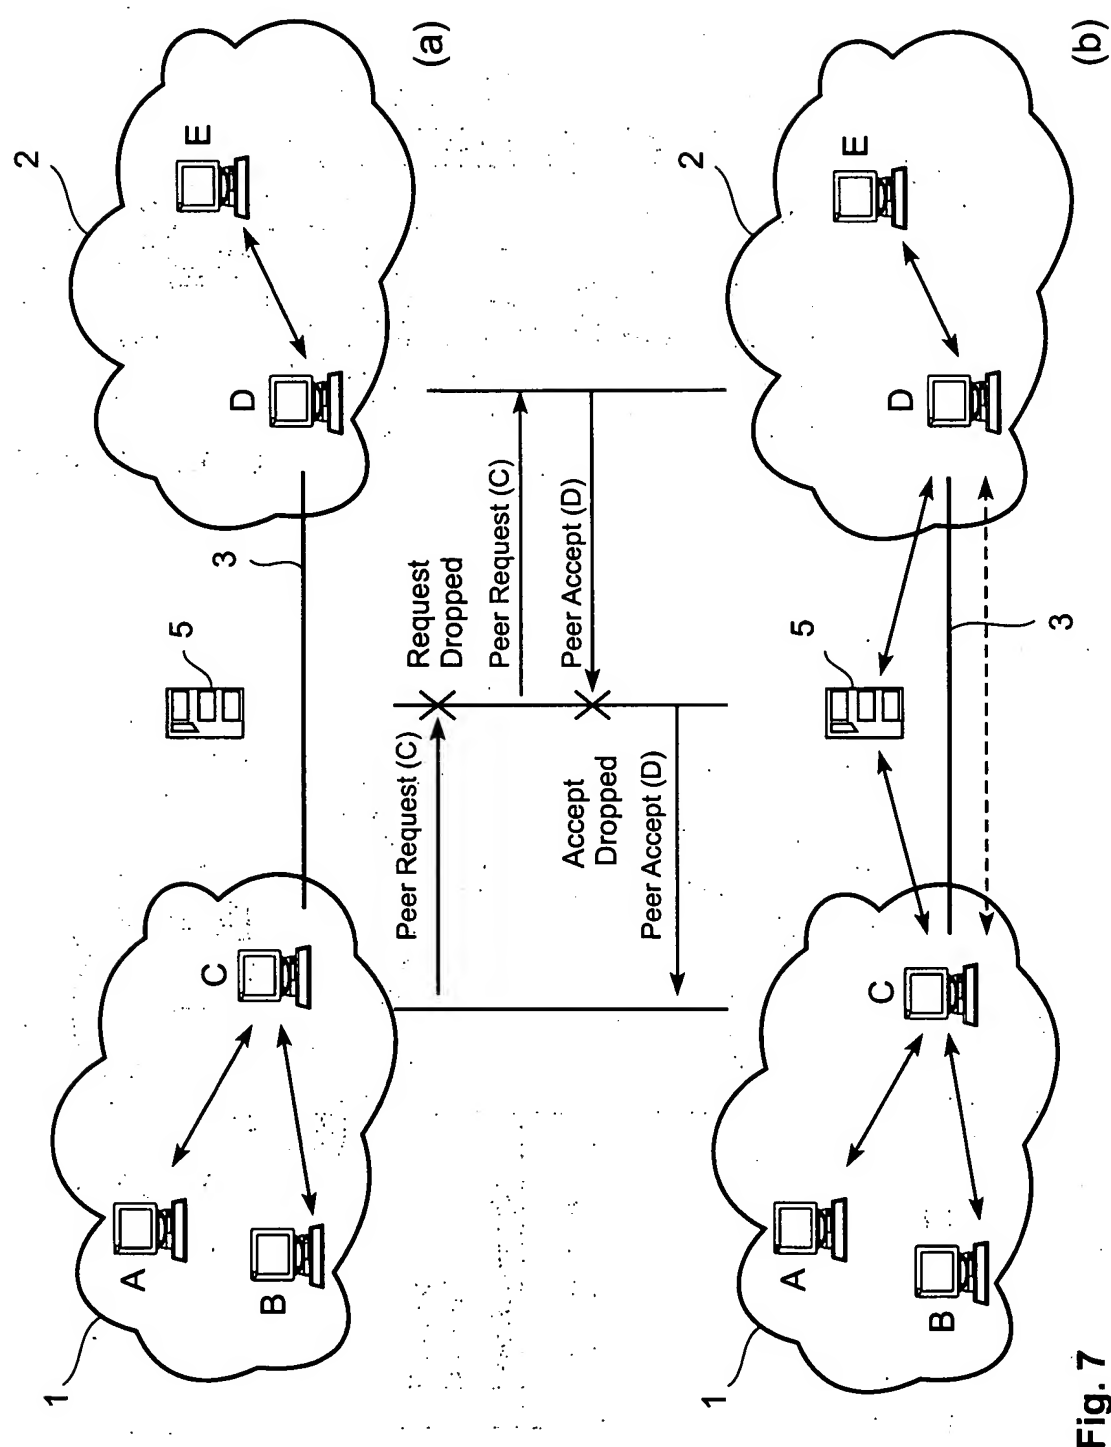 1
A
B
C
5
3
D
E
2
(a)
Peer Request (C)
Request
Dropped
Peer Request (C)
Peer Accept (D)
Accept
Dropped
Peer Accept (D)
1
A
B
C
5
3
D
E
2
(b)
Fig. 7